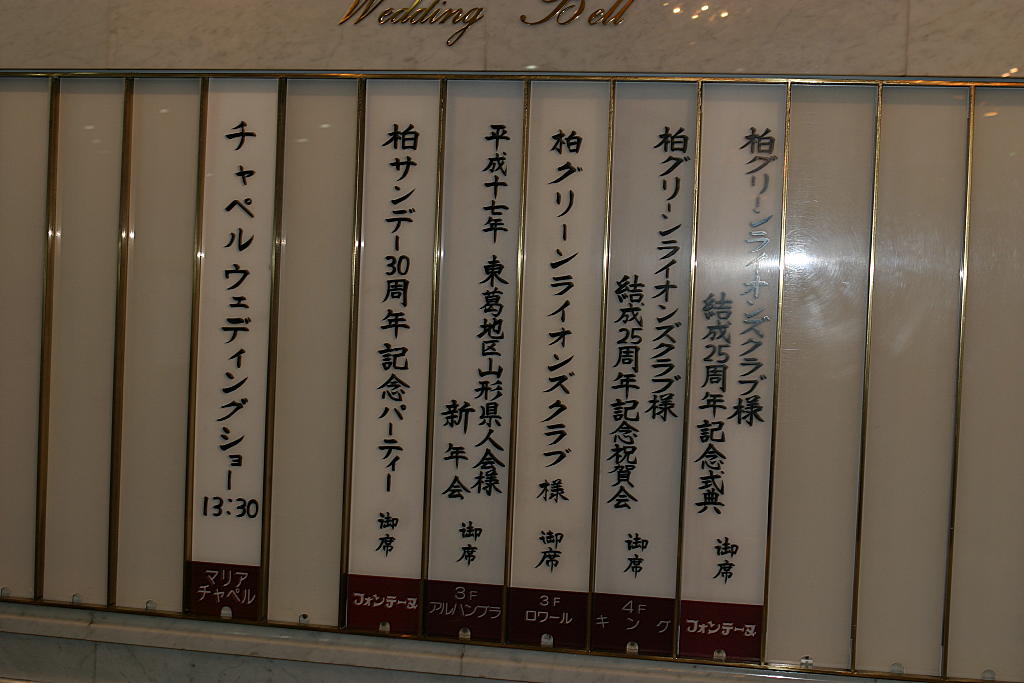 Wedding Bell
柏グリーンライオンズクラブ様
結成25周年記念式典
御席
フォンテーヌ
柏グリーンライオンズクラブ様
結成25周年記念祝賀会
御席
4F
キング
柏グリーンライオンズクラブ様
御席
3F
ロワール
平成十七年 東葛地区山形県人会様
新年会
御席
3F
アルハンブラ
柏サンデー30周年記念パーティー
御席
フォンテーヌ
チャペルウェディングショー
13:30
マリア
チャペル